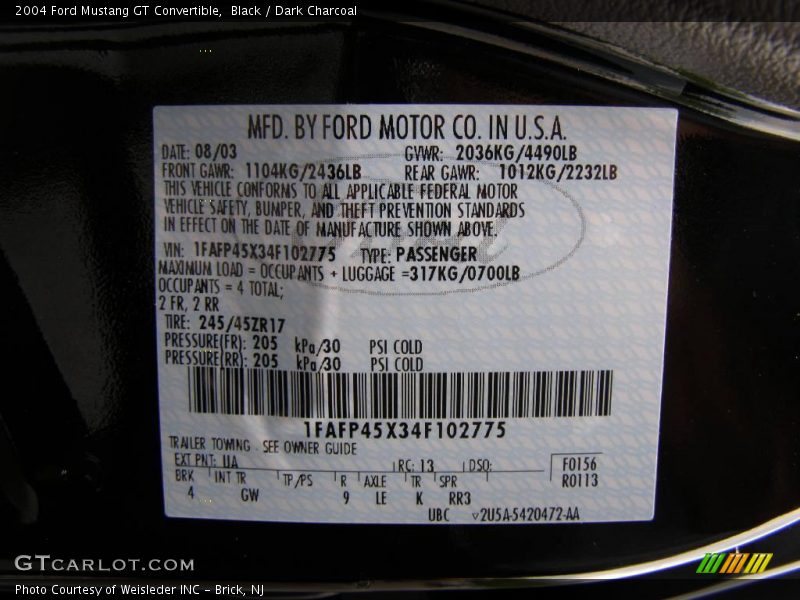 2004 Ford Mustang GT Convertible, Black / Dark Charcoal
MFD. BY FORD MOTOR CO. IN U.S.A.
DATE: 08/03 GVWR: 2036KG/4490LB
FRONT GAWR: 1104KG/2436LB REAR GAWR: 1012KG/2232LB
THIS VEHICLE CONFORMS TO ALL APPLICABLE FEDERAL MOTOR
VEHICLE SAFETY, BUMPER, AND THEFT PREVENTION STANDARDS
IN EFFECT ON THE DATE OF MANUFACTURE SHOWN ABOVE.
VIN: 1FAFP45X34F102775 TYPE: PASSENGER
MAXIMUM LOAD = OCCUPANTS + LUGGAGE =317KG/0700LB
OCCUPANTS = 4 TOTAL;
2 FR, 2 RR
TIRE: 245/45ZR17
PRESSURE(FR): 205 kPa/30 PSI COLD
PRESSURE(RR): 205 kPa/30 PSI COLD
1FAFP45X34F102775
TRAILER TOWING . SEE OWNER GUIDE
EXT PNT: UA RC: 13 DSO: F0156
R0113
BRK INT TR TP/PS R AXLE TR SPR
4 GW 9 LE K RR3
UBC 2U5A-5420472-AA
GTCARLOT.COM
Photo Courtesy of Weisleder INC - Brick, NJ